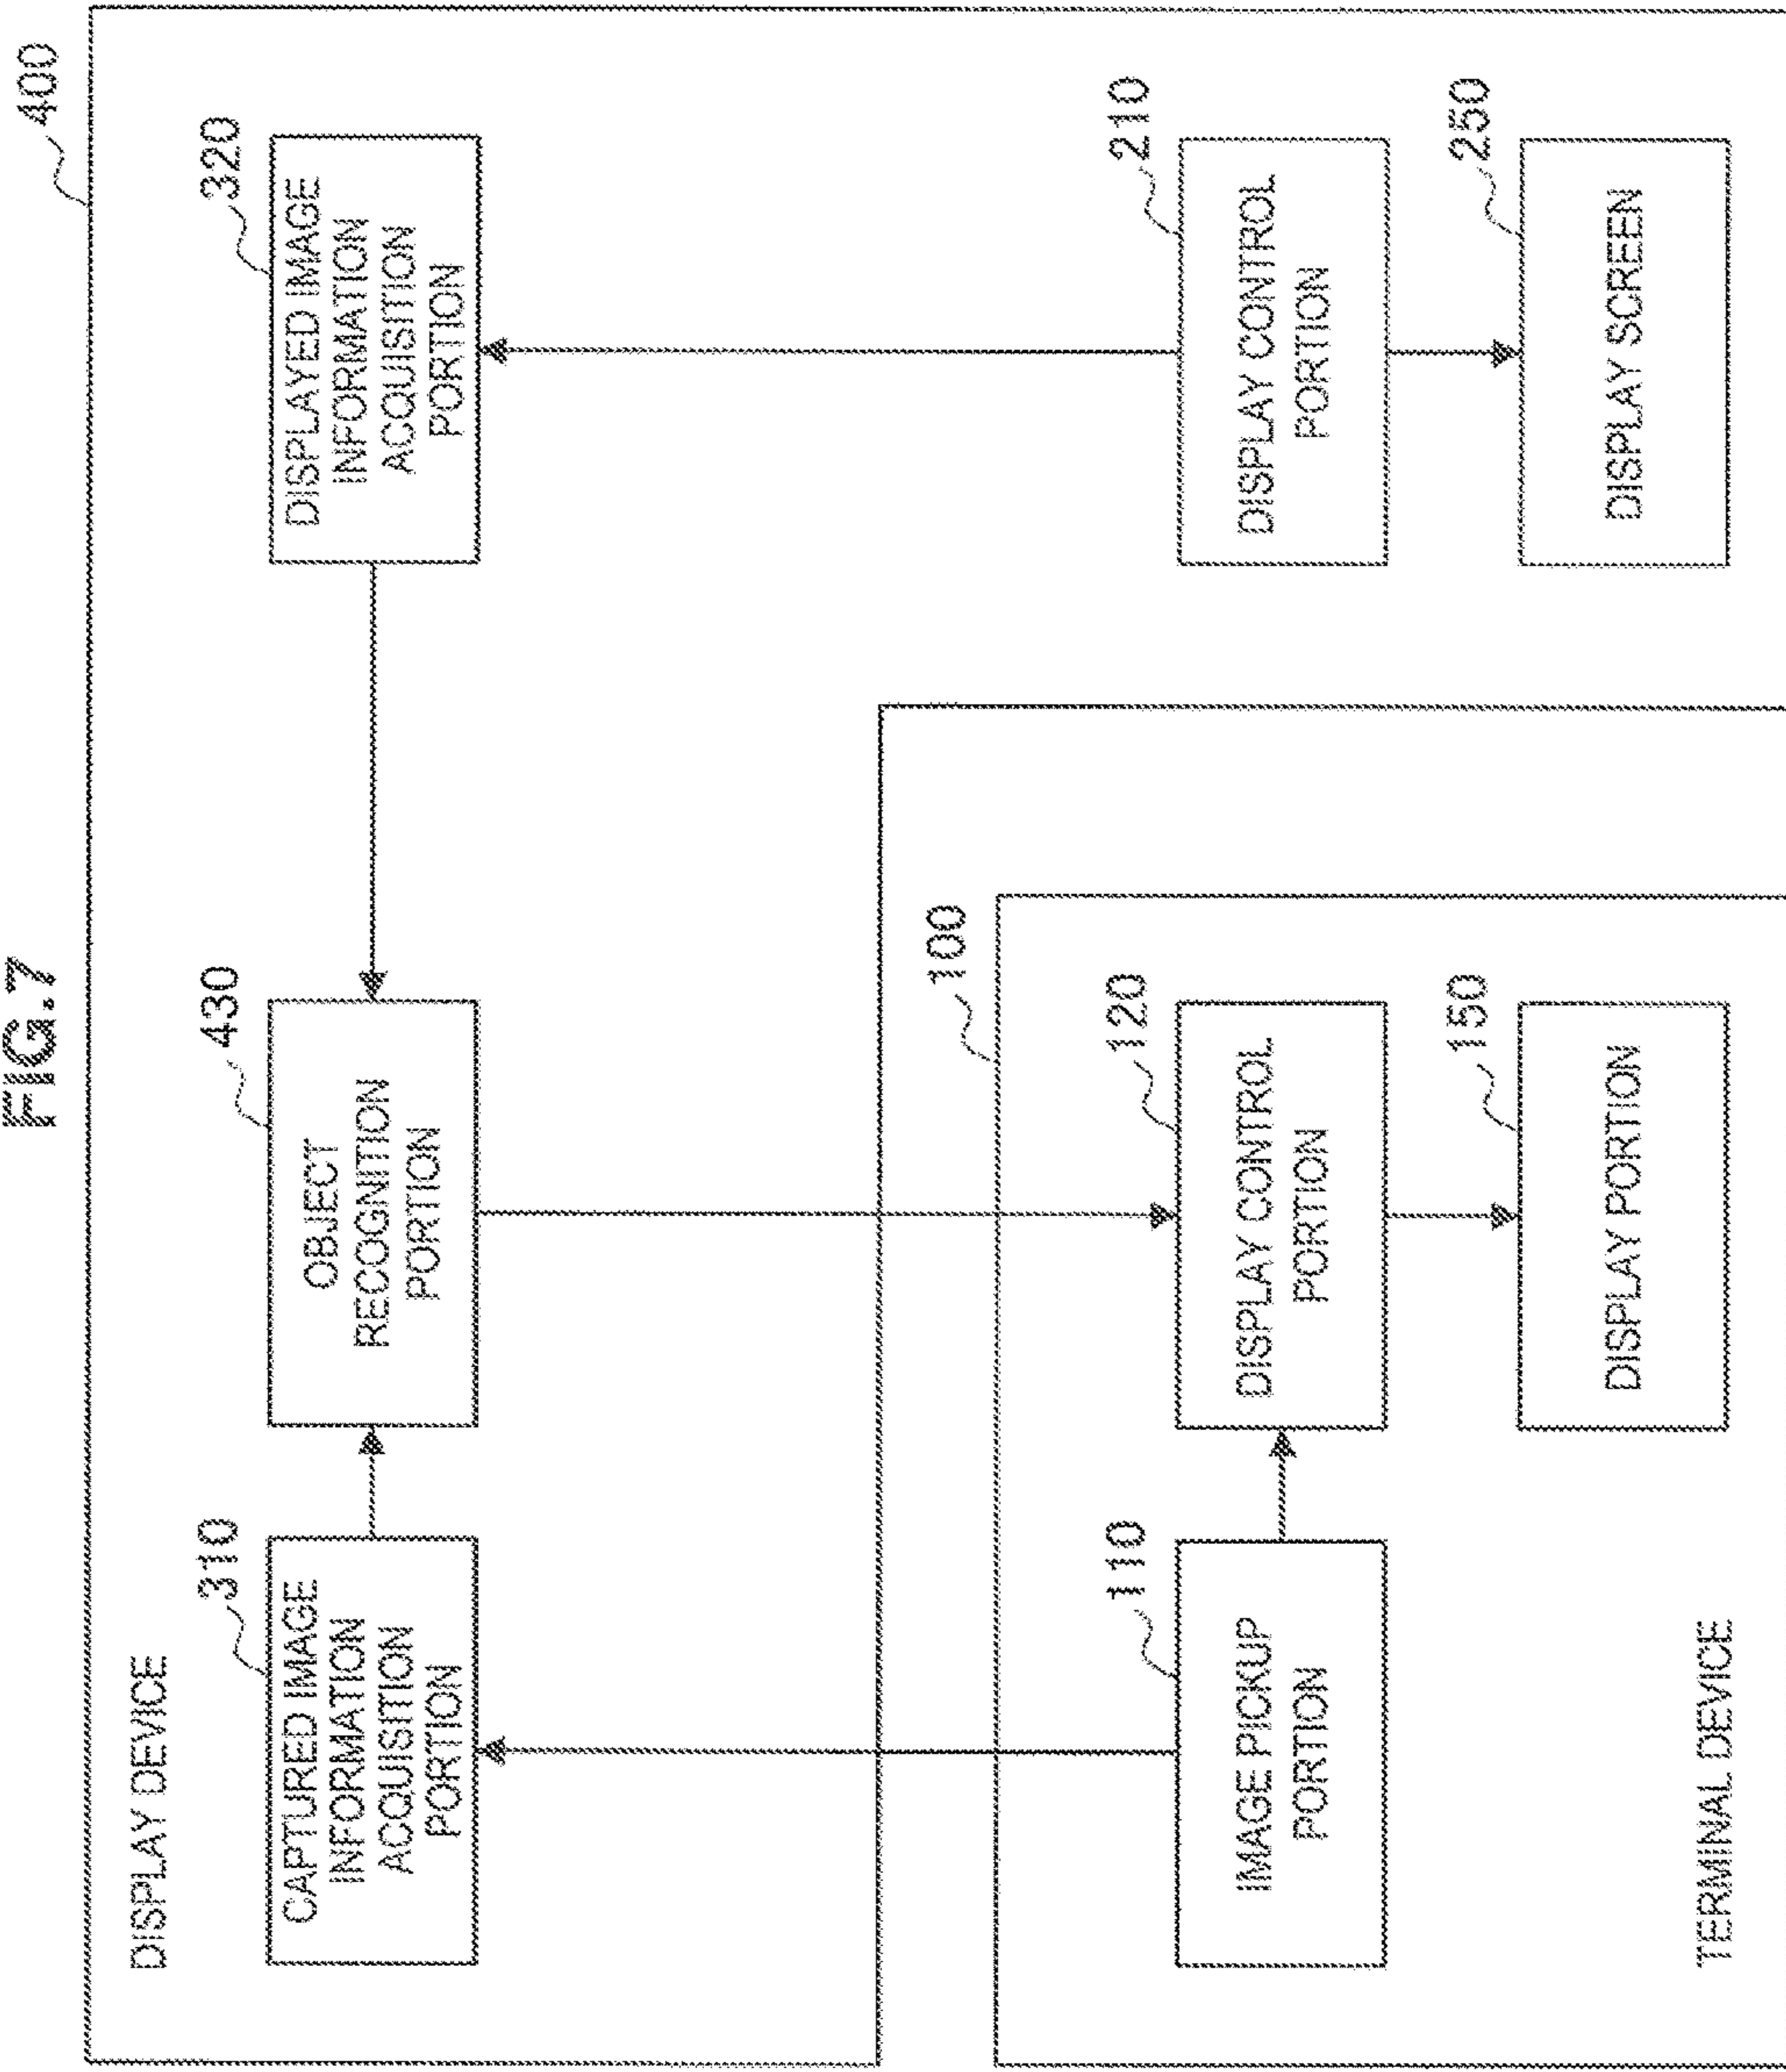 FIG.7
400
DISPLAY DEVICE
310
CAPTURED IMAGE
INFORMATION
ACQUISITION
PORTION
430
OBJECT
RECOGNITION
PORTION
320
DISPLAYED IMAGE
INFORMATION
ACQUISITION
PORTION
100
110
IMAGE PICKUP
PORTION
120
DISPLAY CONTROL
PORTION
210
DISPLAY CONTROL
PORTION
150
DISPLAY PORTION
250
DISPLAY SCREEN
TERMINAL DEVICE